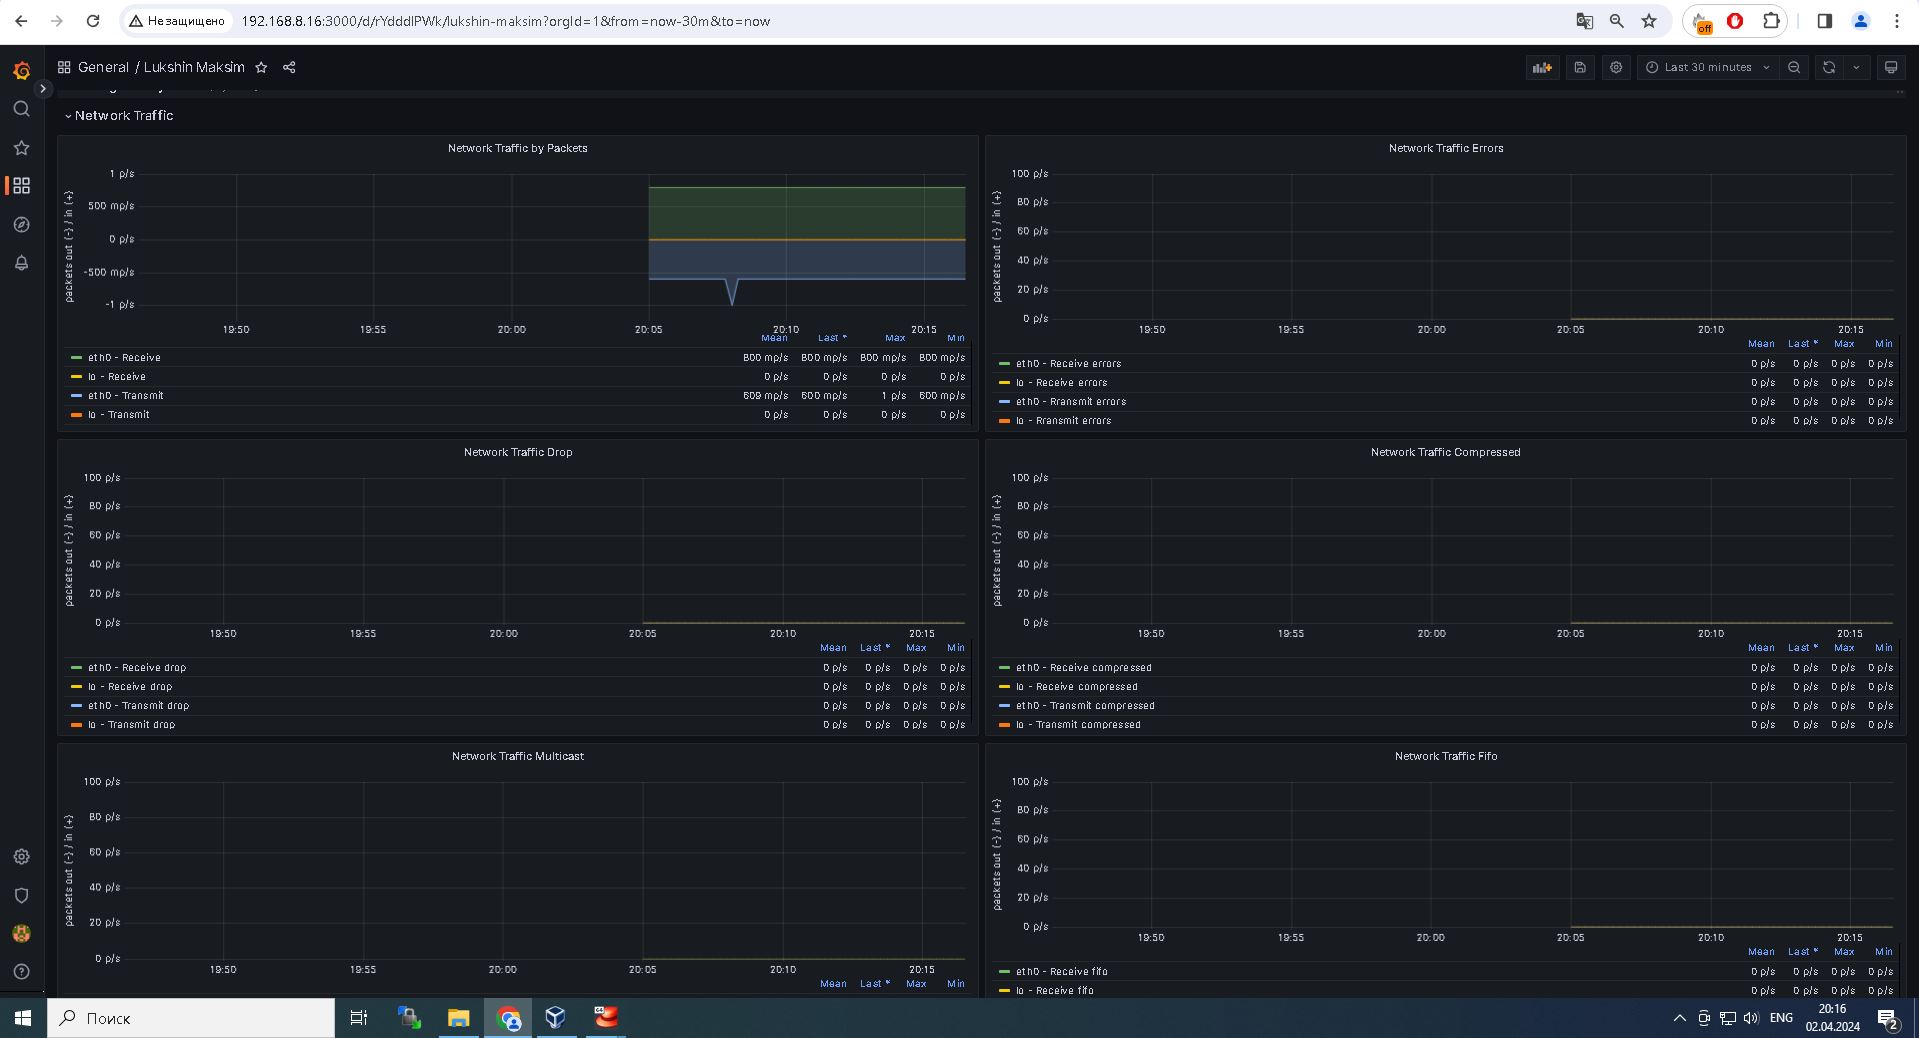 Не защищено
192.168.8.16:3000/d/rYdddlPWk/lukshin-maksim?orgId=1&from=now-30m&to=now
off
General / Lukshin Maksim
Last 30 minutes
Network Traffic
Network Traffic by Packets
packets out (-) / in (+)
1 p/s
500 mp/s
0 p/s
-500 mp/s
-1 p/s
19:50 19:55 20:00 20:05 20:10 20:15
Mean Last * Max Min
eth0 - Receive 800 mp/s 800 mp/s 800 mp/s 800 mp/s
lo - Receive 0 p/s 0 p/s 0 p/s 0 p/s
eth0 - Transmit 609 mp/s 600 mp/s 1 p/s 600 mp/s
lo - Transmit 0 p/s 0 p/s 0 p/s 0 p/s
Network Traffic Errors
packets out (-) / in (+)
100 p/s
80 p/s
60 p/s
40 p/s
20 p/s
0 p/s
19:50 19:55 20:00 20:05 20:10 20:15
Mean Last * Max Min
eth0 - Receive errors 0 p/s 0 p/s 0 p/s 0 p/s
lo - Receive errors 0 p/s 0 p/s 0 p/s 0 p/s
eth0 - Rransmit errors 0 p/s 0 p/s 0 p/s 0 p/s
lo - Rransmit errors 0 p/s 0 p/s 0 p/s 0 p/s
Network Traffic Drop
packets out (-) / in (+)
100 p/s
80 p/s
60 p/s
40 p/s
20 p/s
0 p/s
19:50 19:55 20:00 20:05 20:10 20:15
Mean Last * Max Min
eth0 - Receive drop 0 p/s 0 p/s 0 p/s 0 p/s
lo - Receive drop 0 p/s 0 p/s 0 p/s 0 p/s
eth0 - Transmit drop 0 p/s 0 p/s 0 p/s 0 p/s
lo - Transmit drop 0 p/s 0 p/s 0 p/s 0 p/s
Network Traffic Compressed
packets out (-) / in (+)
100 p/s
80 p/s
60 p/s
40 p/s
20 p/s
0 p/s
19:50 19:55 20:00 20:05 20:10 20:15
Mean Last * Max Min
eth0 - Receive compressed 0 p/s 0 p/s 0 p/s 0 p/s
lo - Receive compressed 0 p/s 0 p/s 0 p/s 0 p/s
eth0 - Transmit compressed 0 p/s 0 p/s 0 p/s 0 p/s
lo - Transmit compressed 0 p/s 0 p/s 0 p/s 0 p/s
Network Traffic Multicast
packets out (-) / in (+)
100 p/s
80 p/s
60 p/s
40 p/s
20 p/s
0 p/s
19:50 19:55 20:00 20:05 20:10 20:15
Mean Last * Max Min
Network Traffic Fifo
packets out (-) / in (+)
100 p/s
80 p/s
60 p/s
40 p/s
20 p/s
0 p/s
19:50 19:55 20:00 20:05 20:10 20:15
Mean Last * Max Min
eth0 - Receive fifo 0 p/s 0 p/s 0 p/s 0 p/s
lo - Receive fifo 0 p/s 0 p/s 0 p/s 0 p/s
Поиск
ENG
20:16
02.04.2024
2